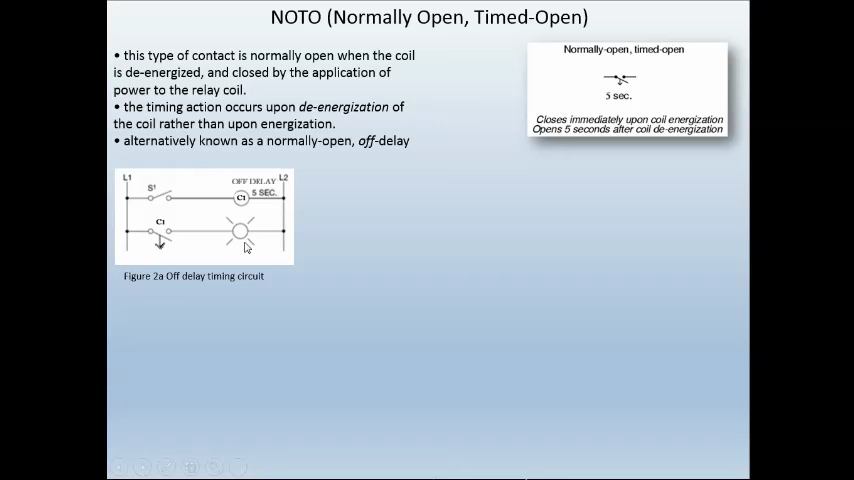 NOTO (Normally Open, Timed-Open)
• this type of contact is normally open when the coil
is de-energized, and closed by the application of
power to the relay coil.
• the timing action occurs upon de-energization of
the coil rather than upon energization.
• alternatively known as a normally-open, off-delay
Normally-open, timed-open
5 sec.
Closes immediately upon coil energization
Opens 5 seconds after coil de-energization
L1
OFF DELAY
L2
S1
C1
5 SEC.
C1
Figure 2a Off delay timing circuit